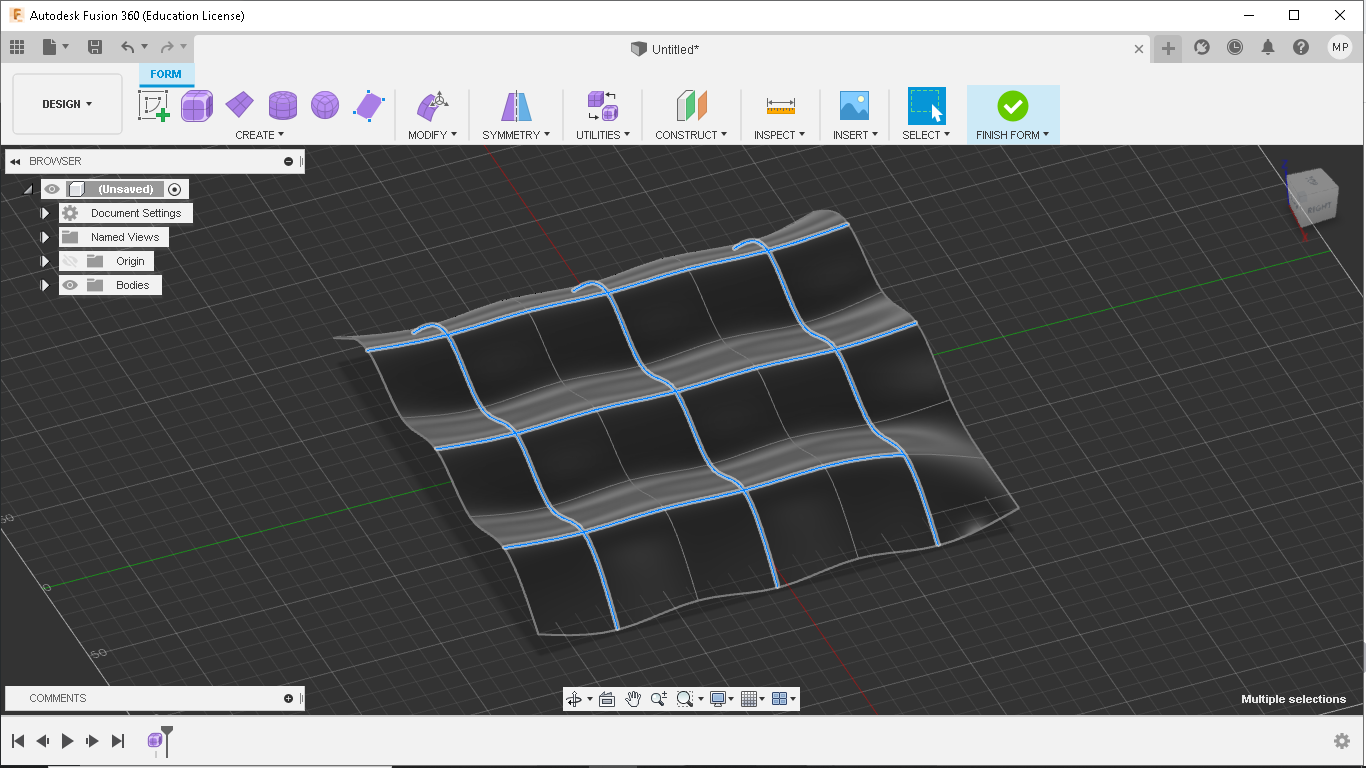 Autodesk Fusion 360 (Education License)
Untitled*
MP
FORM
DESIGN
CREATE
MODIFY
SYMMETRY
UTILITIES
CONSTRUCT
INSPECT
INSERT
SELECT
FINISH FORM
BROWSER
(Unsaved)
Document Settings
Named Views
Origin
Bodies
Z
RIGHT
X
0
50
COMMENTS
Multiple selections